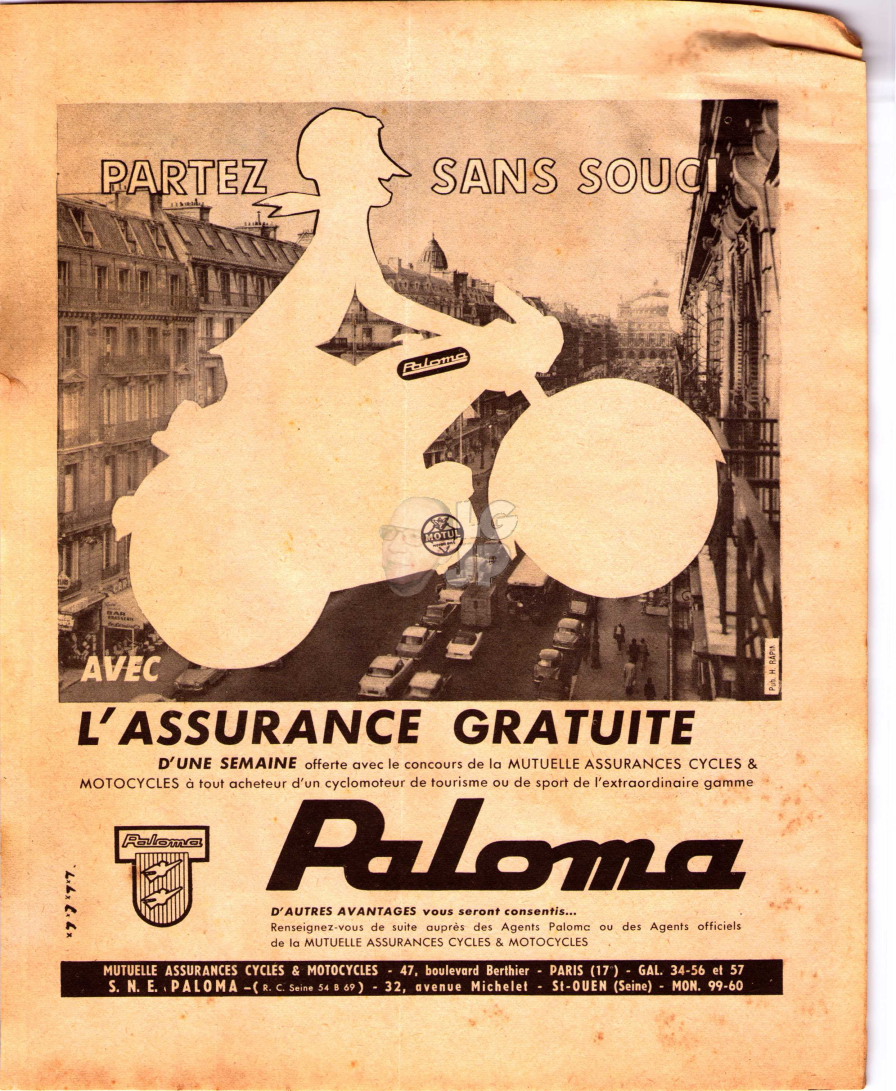 PARTEZ SANS SOUCI
Paloma
LG
MOTUL
BAR
Pub. H. RAPIN
AVEC
L'ASSURANCE GRATUITE
D'UNE SEMAINE offerte avec le concours de la MUTUELLE ASSURANCES CYCLES &
MOTOCYCLES à tout acheteur d'un cyclomoteur de tourisme ou de sport de l'extraordinaire gamme
Paloma
Paloma
D'AUTRES AVANTAGES vous seront consentis...
Renseignez-vous de suite auprès des Agents Paloma ou des Agents officiels
de la MUTUELLE ASSURANCES CYCLES & MOTOCYCLES
MUTUELLE ASSURANCES CYCLES & MOTOCYCLES - 47, boulevard Berthier - PARIS (17e) - GAL. 34-56 et 57
S. N. E. PALOMA - (R. C. Seine 54 B 69) - 32, avenue Michelet - St-OUEN (Seine) - MON. 99-60